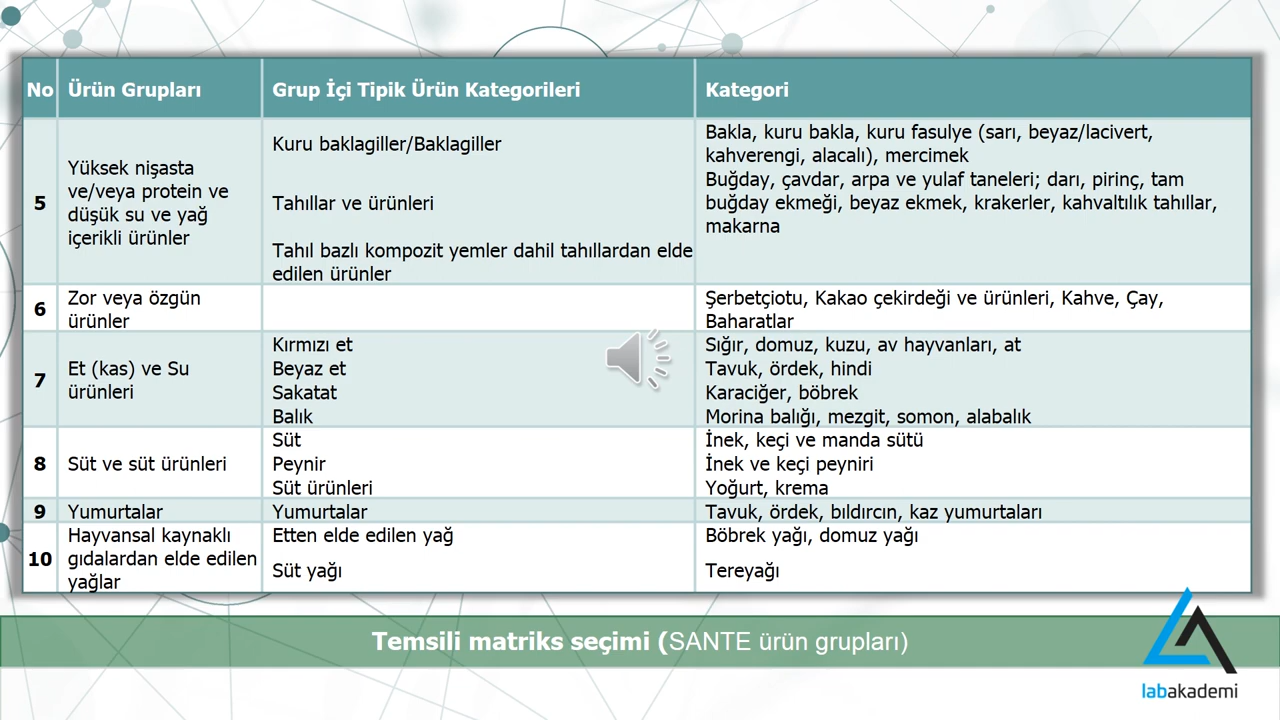 No Ürün Grupları Grup İçi Tipik Ürün Kategorileri Kategori
5
Yüksek nişasta
ve/veya protein ve
düşük su ve yağ
içerikli ürünler
Kuru baklagiller/Baklagiller
Tahıllar ve ürünleri
Tahıl bazlı kompozit yemler dahil tahıllardan elde
edilen ürünler
Bakla, kuru bakla, kuru fasulye (sarı, beyaz/lacivert,
kahverengi, alacalı), mercimek
Buğday, çavdar, arpa ve yulaf taneleri; darı, pirinç, tam
buğday ekmeği, beyaz ekmek, krakerler, kahvaltılık tahıllar,
makarna
6
Zor veya özgün
ürünler
Şerbetçiotu, Kakao çekirdeği ve ürünleri, Kahve, Çay,
Baharatlar
7
Et (kas) ve Su
ürünleri
Kırmızı et
Beyaz et
Sakatat
Balık
Sığır, domuz, kuzu, av hayvanları, at
Tavuk, ördek, hindi
Karaciğer, böbrek
Morina balığı, mezgit, somon, alabalık
8
Süt ve süt ürünleri
Süt
Peynir
Süt ürünleri
İnek, keçi ve manda sütü
İnek ve keçi peyniri
Yoğurt, krema
9
Yumurtalar
Yumurtalar
Tavuk, ördek, bıldırcın, kaz yumurtaları
10
Hayvansal kaynaklı
gıdalardan elde edilen
yağlar
Etten elde edilen yağ
Süt yağı
Böbrek yağı, domuz yağı
Tereyağı
Temsili matriks seçimi (SANTE ürün grupları)
labakademi